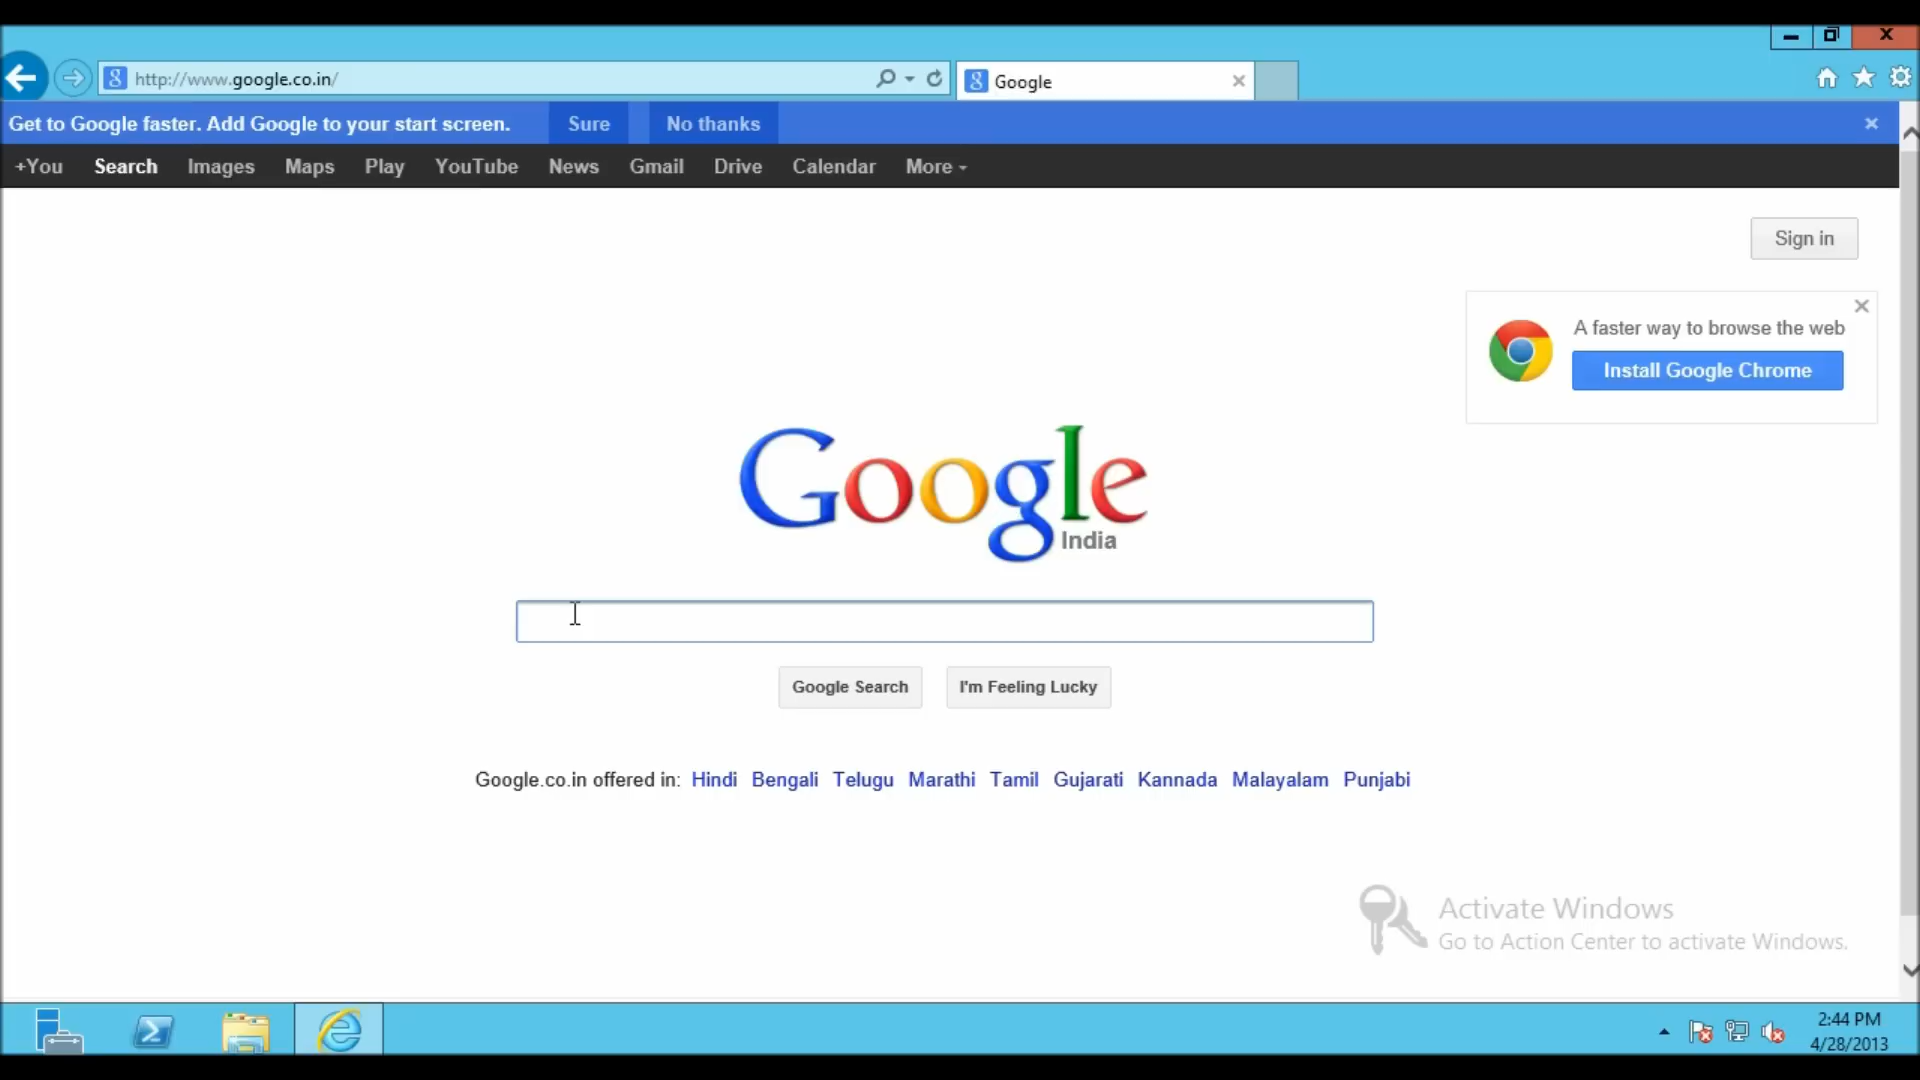 http://www.google.co.in/
Google
Get to Google faster. Add Google to your start screen. Sure No thanks
+You Search Images Maps Play YouTube News Gmail Drive Calendar More
Sign in
A faster way to browse the web
Install Google Chrome
Google
India
Google Search I'm Feeling Lucky
Google.co.in offered in: Hindi Bengali Telugu Marathi Tamil Gujarati Kannada Malayalam Punjabi
Activate Windows
Go to Action Center to activate Windows.
2:44 PM
4/28/2013